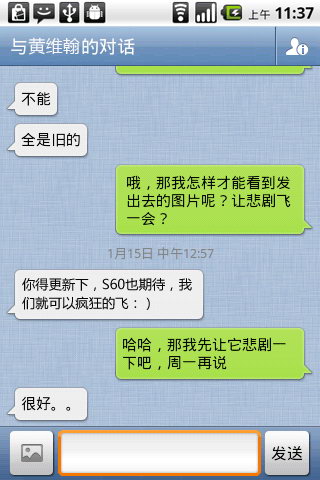 上午 11:37
与黄维翰的对话
不能
全是旧的
哦，那我怎样才能看到发
出去的图片呢？让悲剧飞
一会？
1月15日 中午12:57
你得更新下，S60也期待，我
们就可以疯狂的飞：）
哈哈，那我先让它悲剧一
下吧，周一再说
很好。。
发送